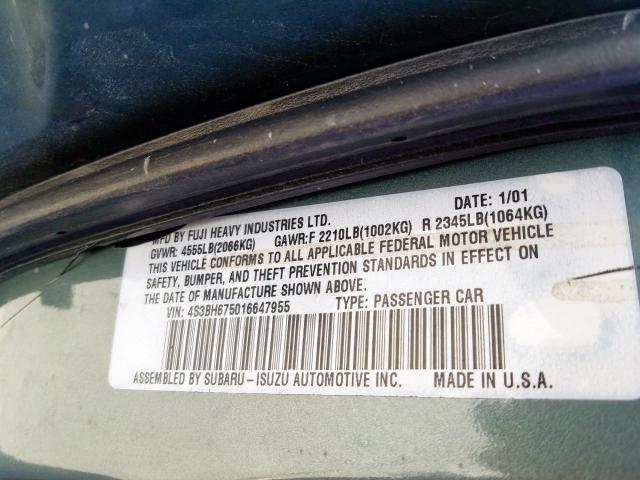 MFD BY FUJI HEAVY INDUSTRIES LTD. DATE: 1/01
GVWR: 4555LB(2066KG) GAWR:F 2210LB(1002KG) R 2345LB(1064KG)
THIS VEHICLE CONFORMS TO ALL APPLICABLE FEDERAL MOTOR VEHICLE
SAFETY, BUMPER, AND THEFT PREVENTION STANDARDS IN EFFECT ON
THE DATE OF MANUFACTURE SHOWN ABOVE.
VIN: 4S3BH675016647955 TYPE: PASSENGER CAR
ASSEMBLED BY SUBARU-ISUZU AUTOMOTIVE INC. MADE IN U.S.A.